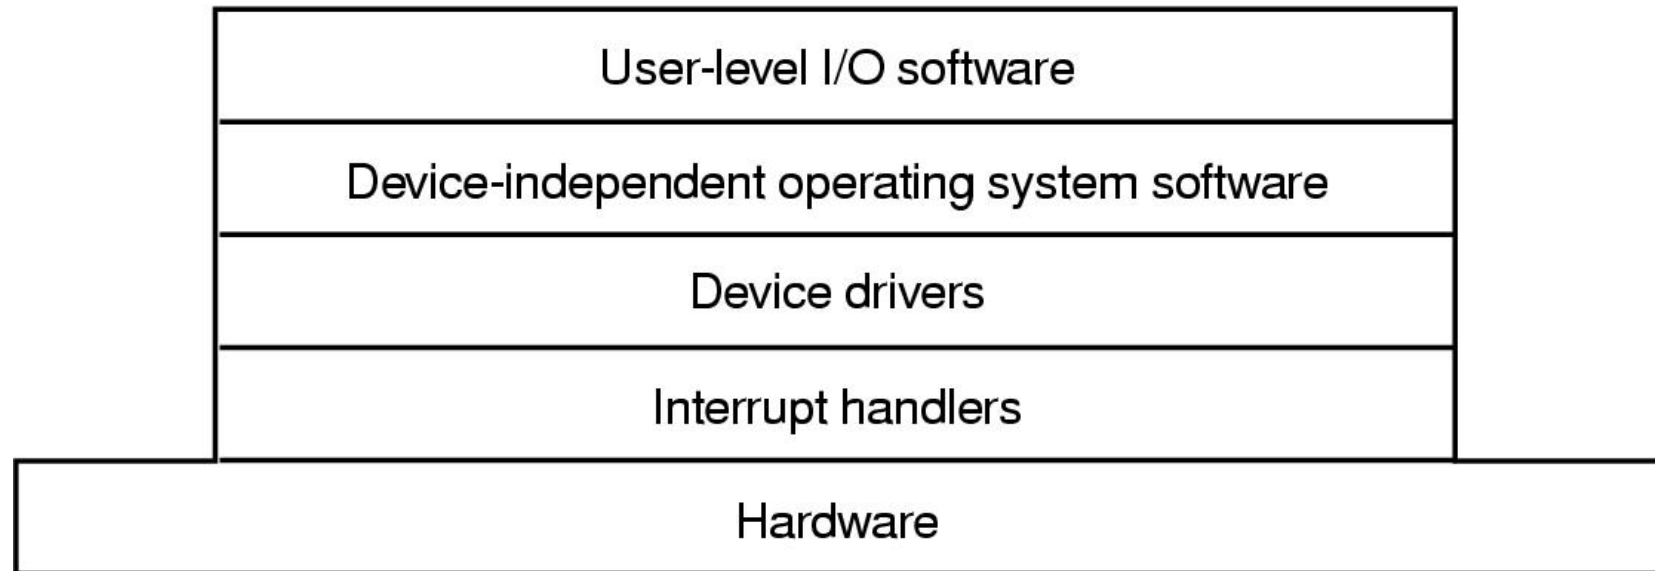 User-level I/O software
Device-independent operating system software
Device drivers
Interrupt handlers
Hardware